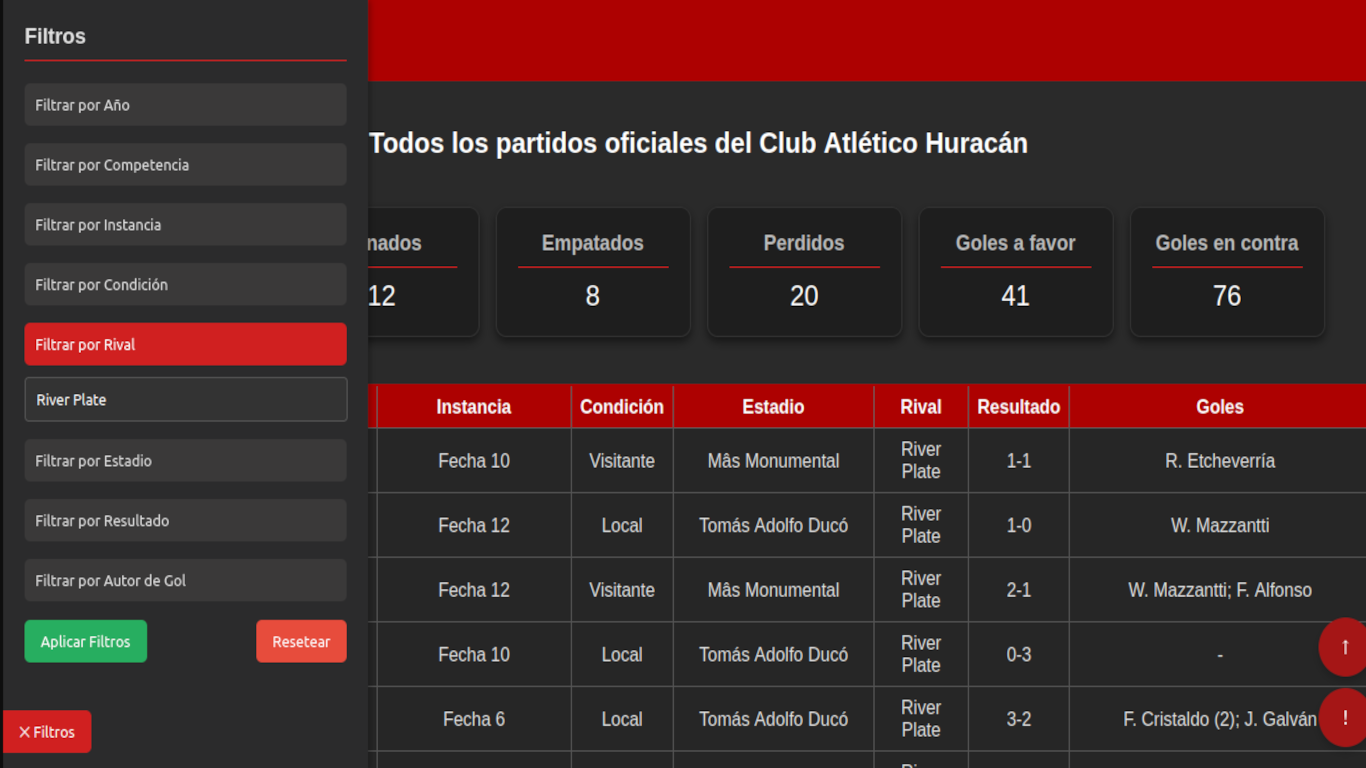 Filtros
Filtrar por Año
Filtrar por Competencia
Filtrar por Instancia
Filtrar por Condición
Filtrar por Rival
River Plate
Filtrar por Estadio
Filtrar por Resultado
Filtrar por Autor de Gol
Aplicar Filtros Resetear
× Filtros
Todos los partidos oficiales del Club Atlético Huracán
nados Empatados Perdidos Goles a favor Goles en contra
12 8 20 41 76
Instancia Condición Estadio Rival Resultado Goles
Fecha 10 Visitante Mâs Monumental River Plate 1-1 R. Etcheverría
Fecha 12 Local Tomás Adolfo Ducó River Plate 1-0 W. Mazzantti
Fecha 12 Visitante Mâs Monumental River Plate 2-1 W. Mazzantti; F. Alfonso
Fecha 10 Local Tomás Adolfo Ducó River Plate 0-3 -
Fecha 6 Local Tomás Adolfo Ducó River Plate 3-2 F. Cristaldo (2); J. Galván
↑
!